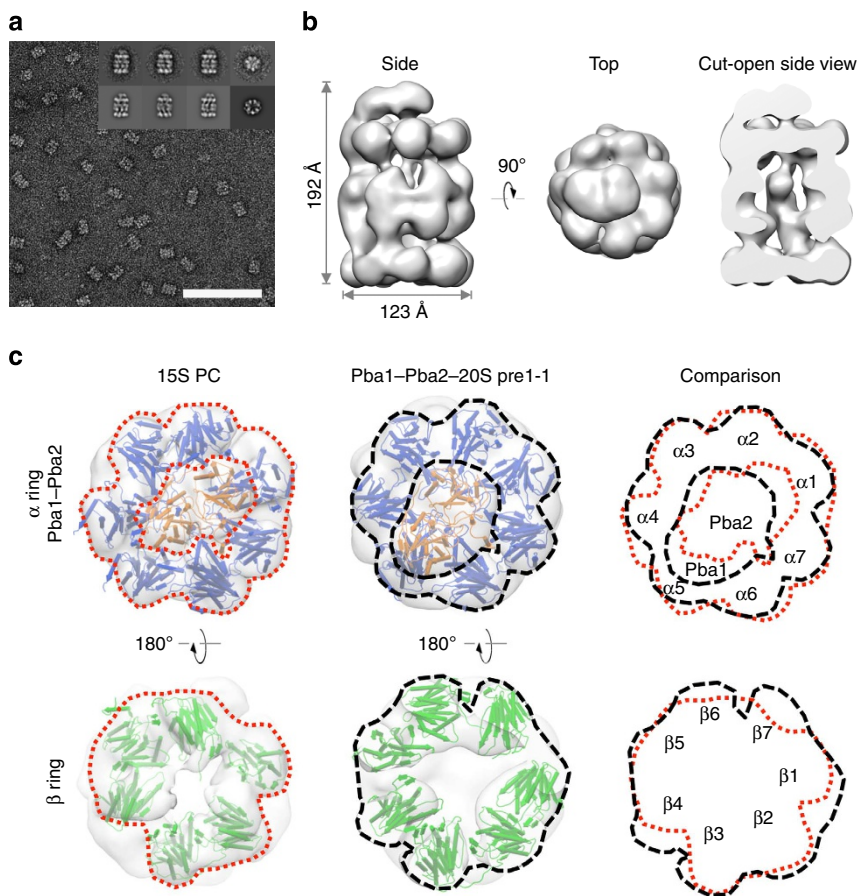 a
b
Side
Top
Cut-open side view
192 Å
90°
123 Å
c
15S PC
Pba1–Pba2–20S pre1-1
Comparison
α ring
Pba1–Pba2
α3
α2
α1
α4
Pba2
Pba1
α7
α5
α6
180°
180°
β ring
β6
β7
β5
β1
β4
β2
β3